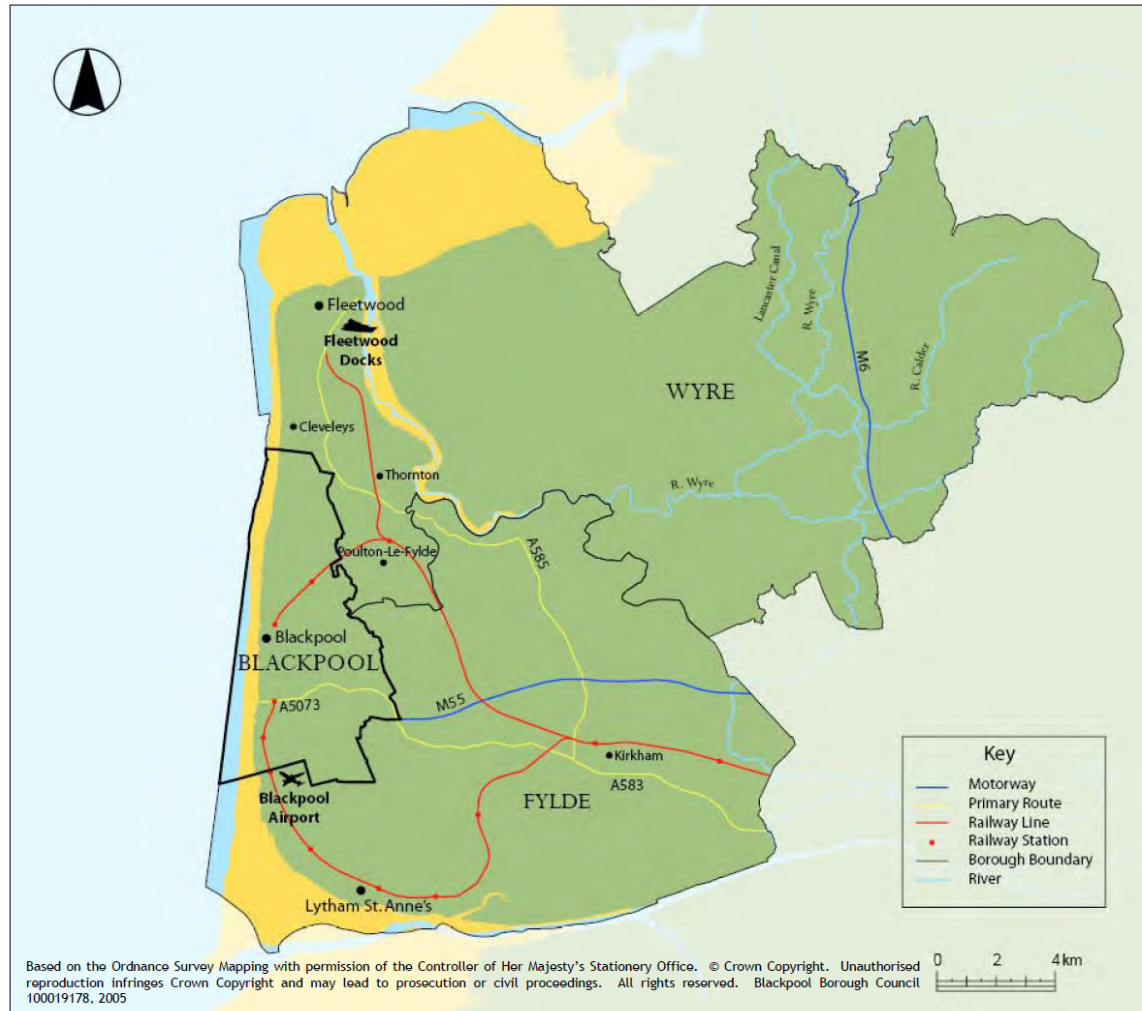 Fleetwood
Fleetwood
Docks
Cleveleys
Thornton
Poulton-Le-Fylde
Blackpool
BLACKPOOL
A5073
Blackpool
Airport
Lytham St. Anne's
WYRE
Lancaster Canal
R. Wyre
M6
R. Calder
R. Wyre
A585
M55
Kirkham
A583
FYLDE
Key
Motorway
Primary Route
Railway Line
Railway Station
Borough Boundary
River
0 2 4 km
Based on the Ordnance Survey Mapping with permission of the Controller of Her Majesty's Stationery Office. © Crown Copyright. Unauthorised
reproduction infringes Crown Copyright and may lead to prosecution or civil proceedings. All rights reserved. Blackpool Borough Council
100019178, 2005